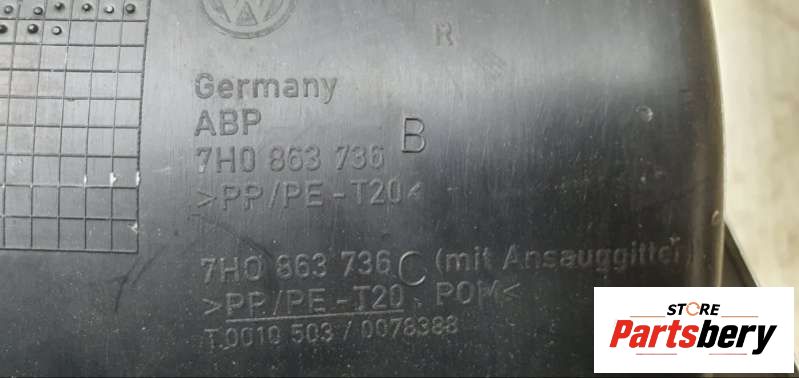 R
Germany
ABP
7H0 863 736 B
>PP/PE-T20<
7H0 863 736 C (mit Ansauggitter
>PP/PE-T20, POM<
T.0010 503 / 0078388
STORE
Partsbery